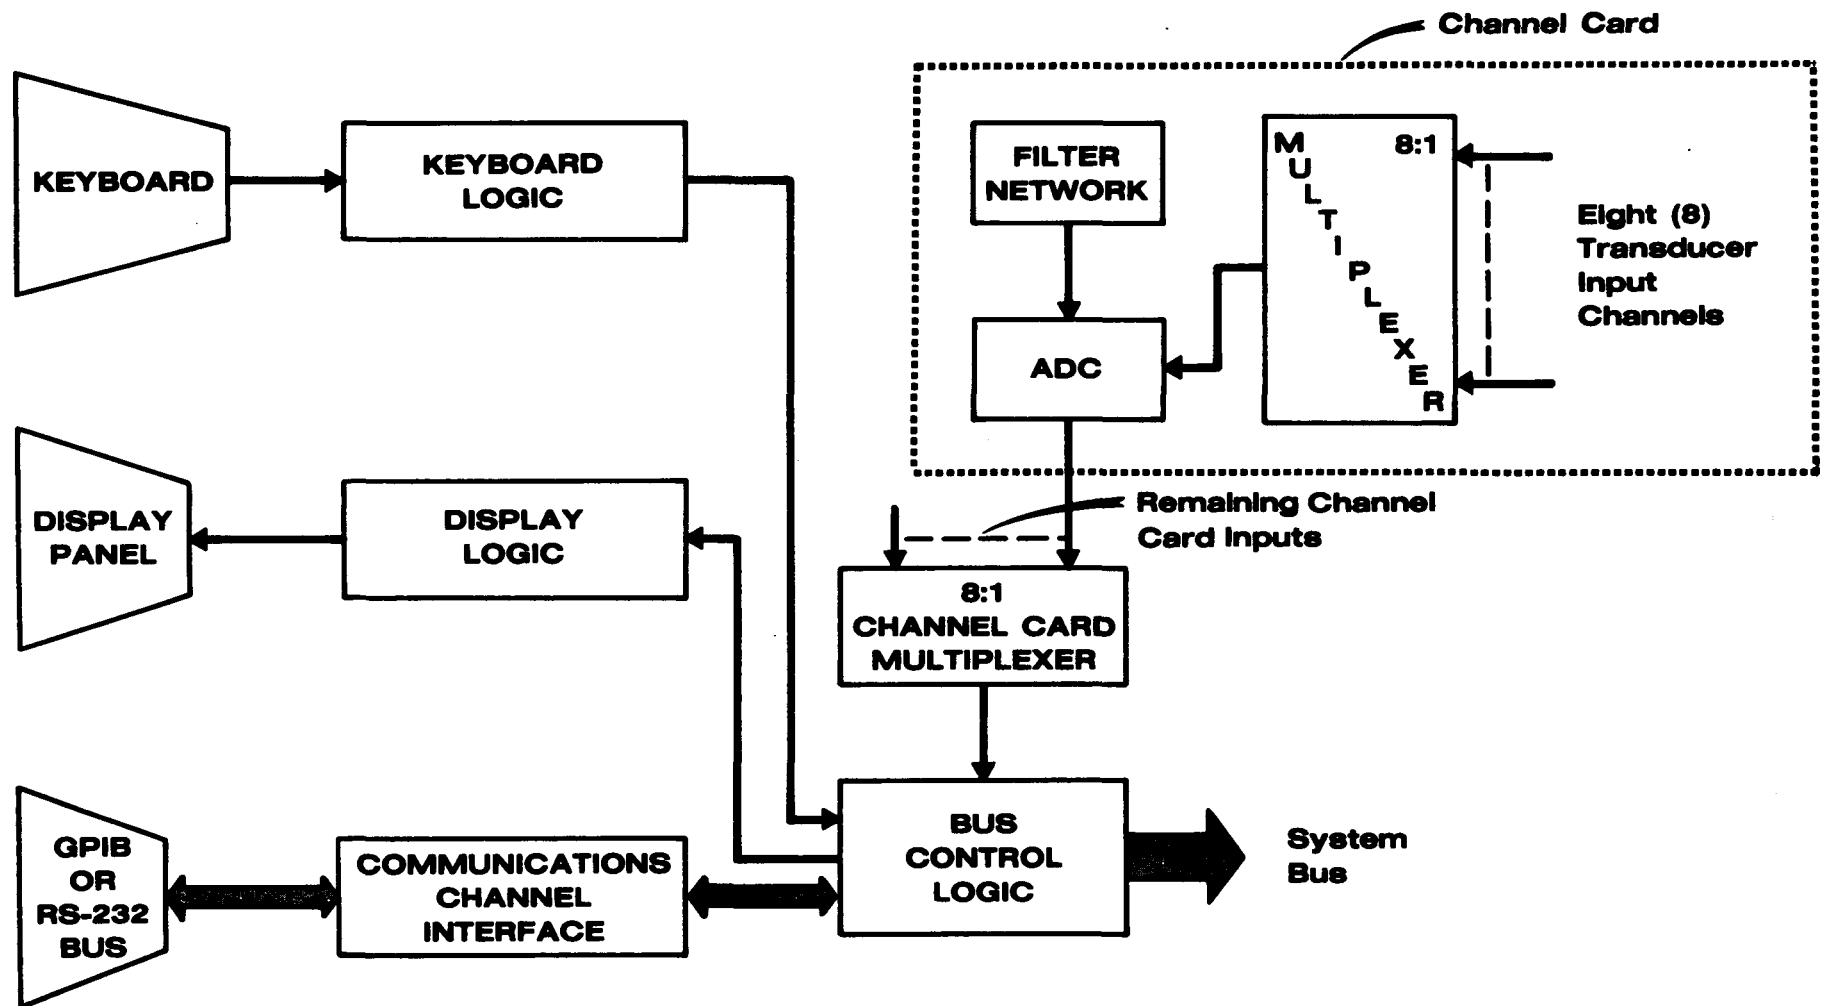 Channel Card
KEYBOARD
KEYBOARD
LOGIC
FILTER
NETWORK
MULTIPLEXER
8:1
Eight (8)
Transducer
Input
Channels
ADC
Remaining Channel
Card Inputs
DISPLAY
PANEL
DISPLAY
LOGIC
8:1
CHANNEL CARD
MULTIPLEXER
GPIB
OR
RS-232
BUS
COMMUNICATIONS
CHANNEL
INTERFACE
BUS
CONTROL
LOGIC
System
Bus